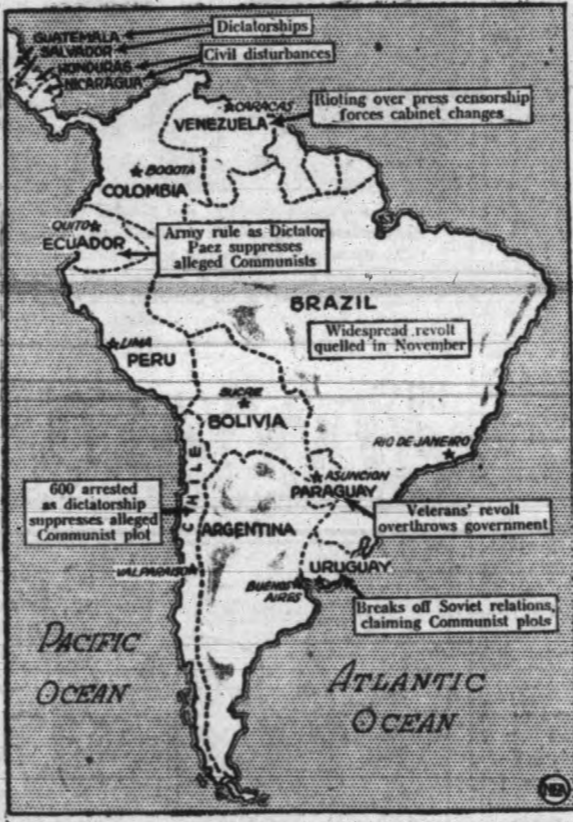 Dictatorships
GUATEMALA
SALVADOR
Civil disturbances
HONDURAS
NICARAGUA
CARACAS
VENEZUELA
Rioting over press censorship
forces cabinet changes
BOGOTA
COLOMBIA
QUITO
ECUADOR
Army rule as Dictator
Paez suppresses
alleged Communists
BRAZIL
Widespread revolt
quelled in November
LIMA
PERU
SUCRE
BOLIVIA
RIO DE JANEIRO
600 arrested
as dictatorship
suppresses alleged
Communist plot
CHILE
ASUNCION
PARAGUAY
Veterans' revolt
overthrows government
ARGENTINA
VALPARAISO
URUGUAY
BUENOS
AIRES
Breaks off Soviet relations,
claiming Communist plots
PACIFIC
OCEAN
ATLANTIC
OCEAN
NEA